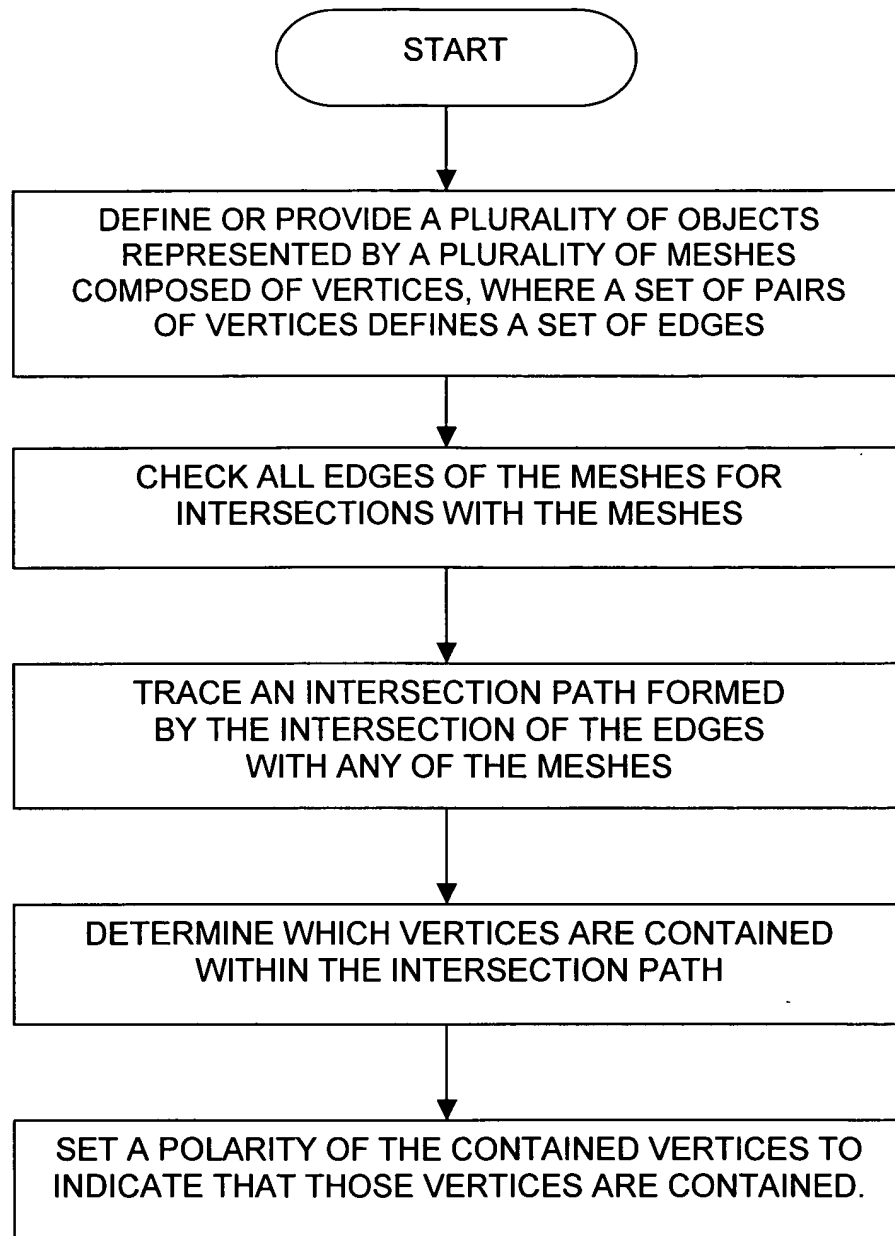 START
DEFINE OR PROVIDE A PLURALITY OF OBJECTS
REPRESENTED BY A PLURALITY OF MESHES
COMPOSED OF VERTICES, WHERE A SET OF PAIRS
OF VERTICES DEFINES A SET OF EDGES
CHECK ALL EDGES OF THE MESHES FOR
INTERSECTIONS WITH THE MESHES
TRACE AN INTERSECTION PATH FORMED
BY THE INTERSECTION OF THE EDGES
WITH ANY OF THE MESHES
DETERMINE WHICH VERTICES ARE CONTAINED
WITHIN THE INTERSECTION PATH
SET A POLARITY OF THE CONTAINED VERTICES TO
INDICATE THAT THOSE VERTICES ARE CONTAINED.